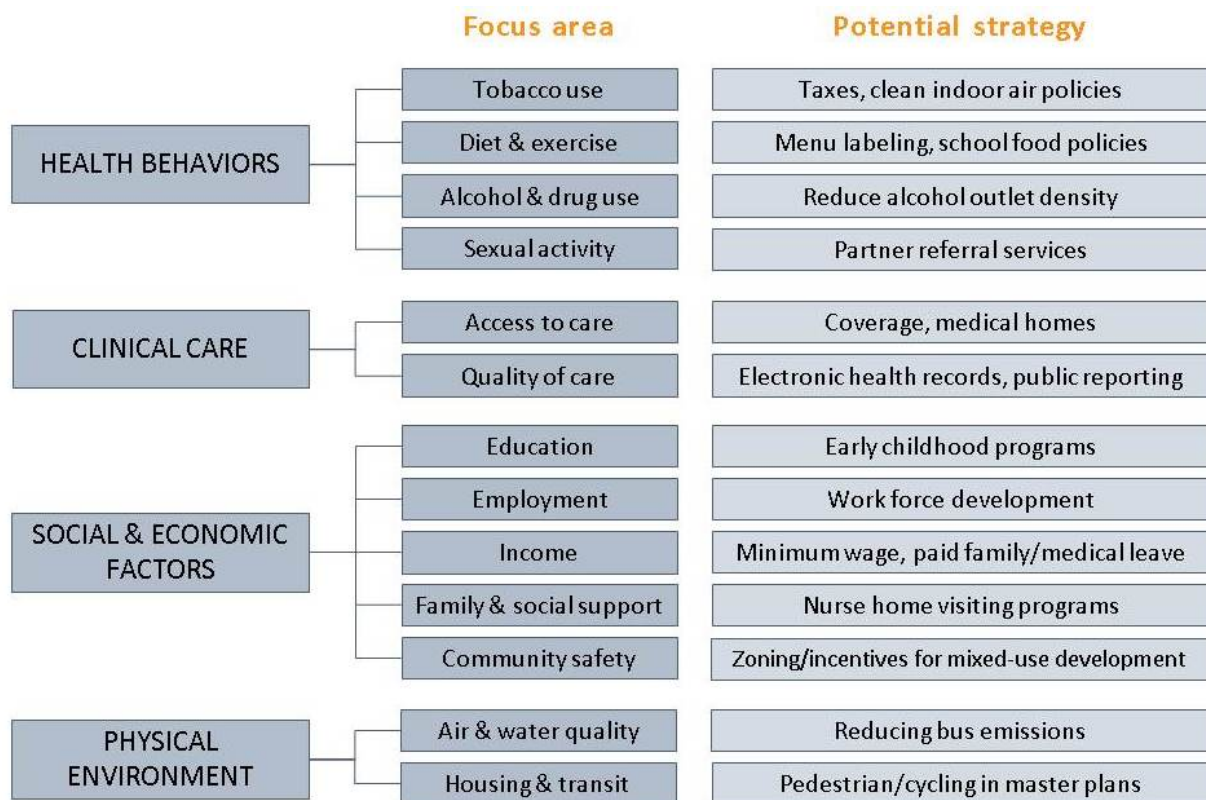 Focus area
Potential strategy
HEALTH BEHAVIORS
Tobacco use
Taxes, clean indoor air policies
Diet & exercise
Menu labeling, school food policies
Alcohol & drug use
Reduce alcohol outlet density
Sexual activity
Partner referral services
CLINICAL CARE
Access to care
Coverage, medical homes
Quality of care
Electronic health records, public reporting
SOCIAL & ECONOMIC
FACTORS
Education
Early childhood programs
Employment
Work force development
Income
Minimum wage, paid family/medical leave
Family & social support
Nurse home visiting programs
Community safety
Zoning/incentives for mixed-use development
PHYSICAL
ENVIRONMENT
Air & water quality
Reducing bus emissions
Housing & transit
Pedestrian/cycling in master plans